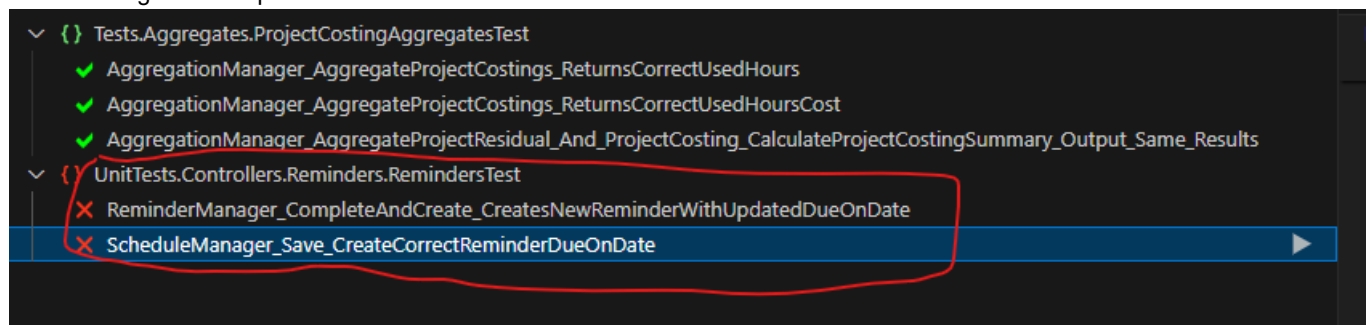 {} Tests.Aggregates.ProjectCostingAggregatesTest
AggregationManager_AggregateProjectCostings_ReturnsCorrectUsedHours
AggregationManager_AggregateProjectCostings_ReturnsCorrectUsedHoursCost
AggregationManager_AggregateProjectResidual_And_ProjectCosting_CalculateProjectCostingSummary_Output_Same_Results
{} UnitTests.Controllers.Reminders.RemindersTest
ReminderManager_CompleteAndCreate_CreatesNewReminderWithUpdatedDueOnDate
ScheduleManager_Save_CreateCorrectReminderDueOnDate